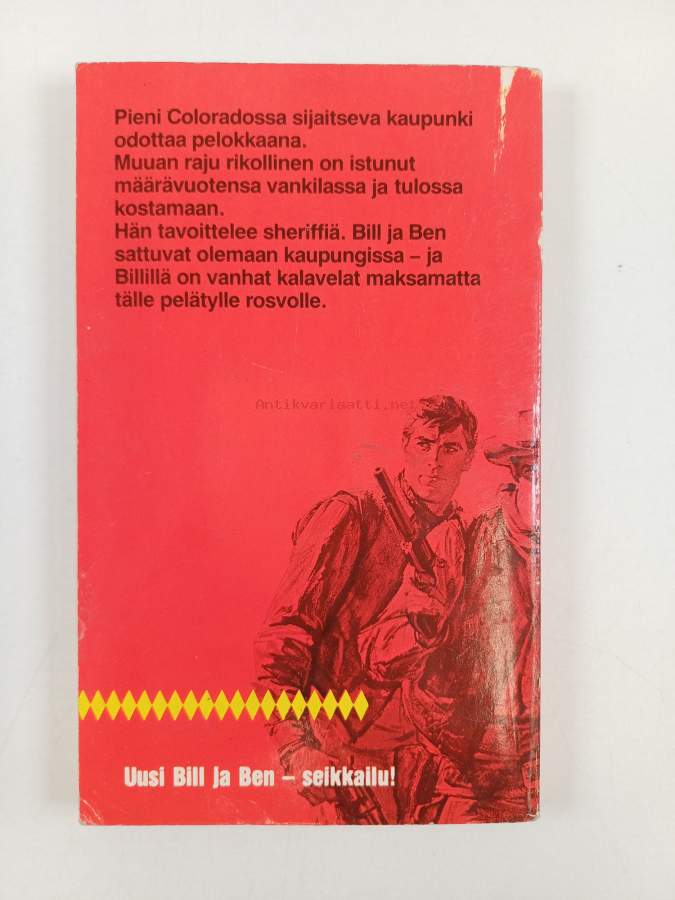 Pieni Coloradossa sijaitseva kaupunki
odottaa pelokkaana.
Muuan raju rikollinen on istunut
määrävuotensa vankilassa ja tulossa
kostamaan.
Hän tavoittelee sheriffiä. Bill ja Ben
sattuvat olemaan kaupungissa – ja
Billillä on vanhat kalavelat maksamatta
tälle pelätylle rosvolle.
Antikvariaatti.net
Uusi Bill ja Ben – seikkailu!